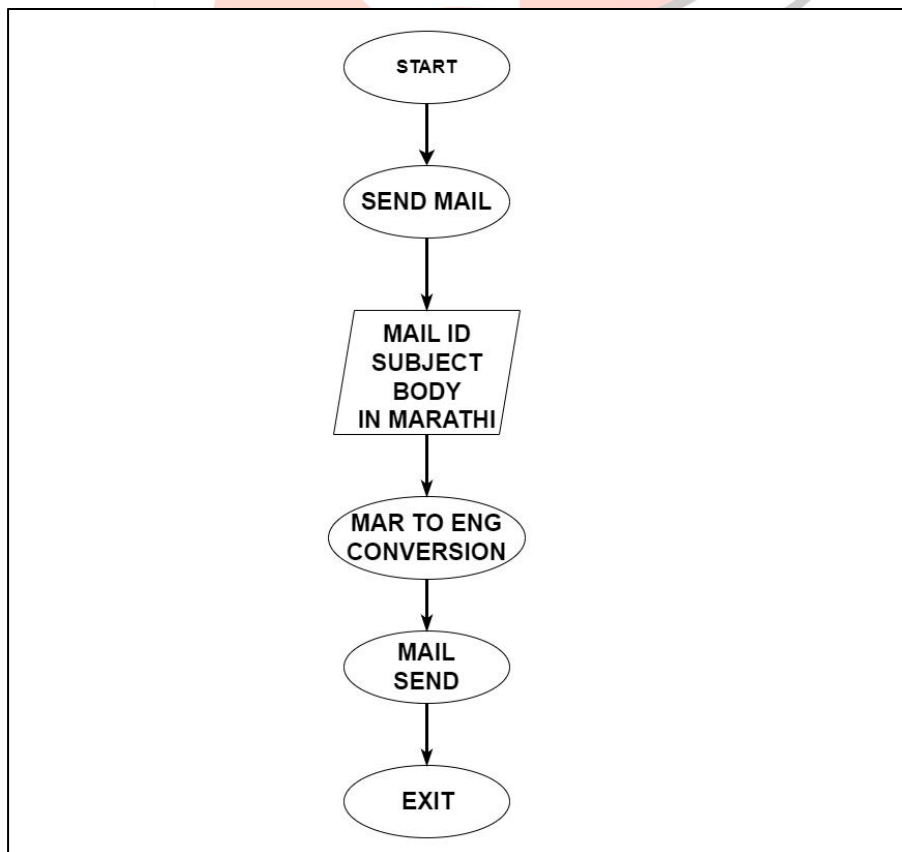 START
SEND MAIL
MAIL ID
SUBJECT
BODY
IN MARATHI
MAR TO ENG
CONVERSION
MAIL
SEND
EXIT